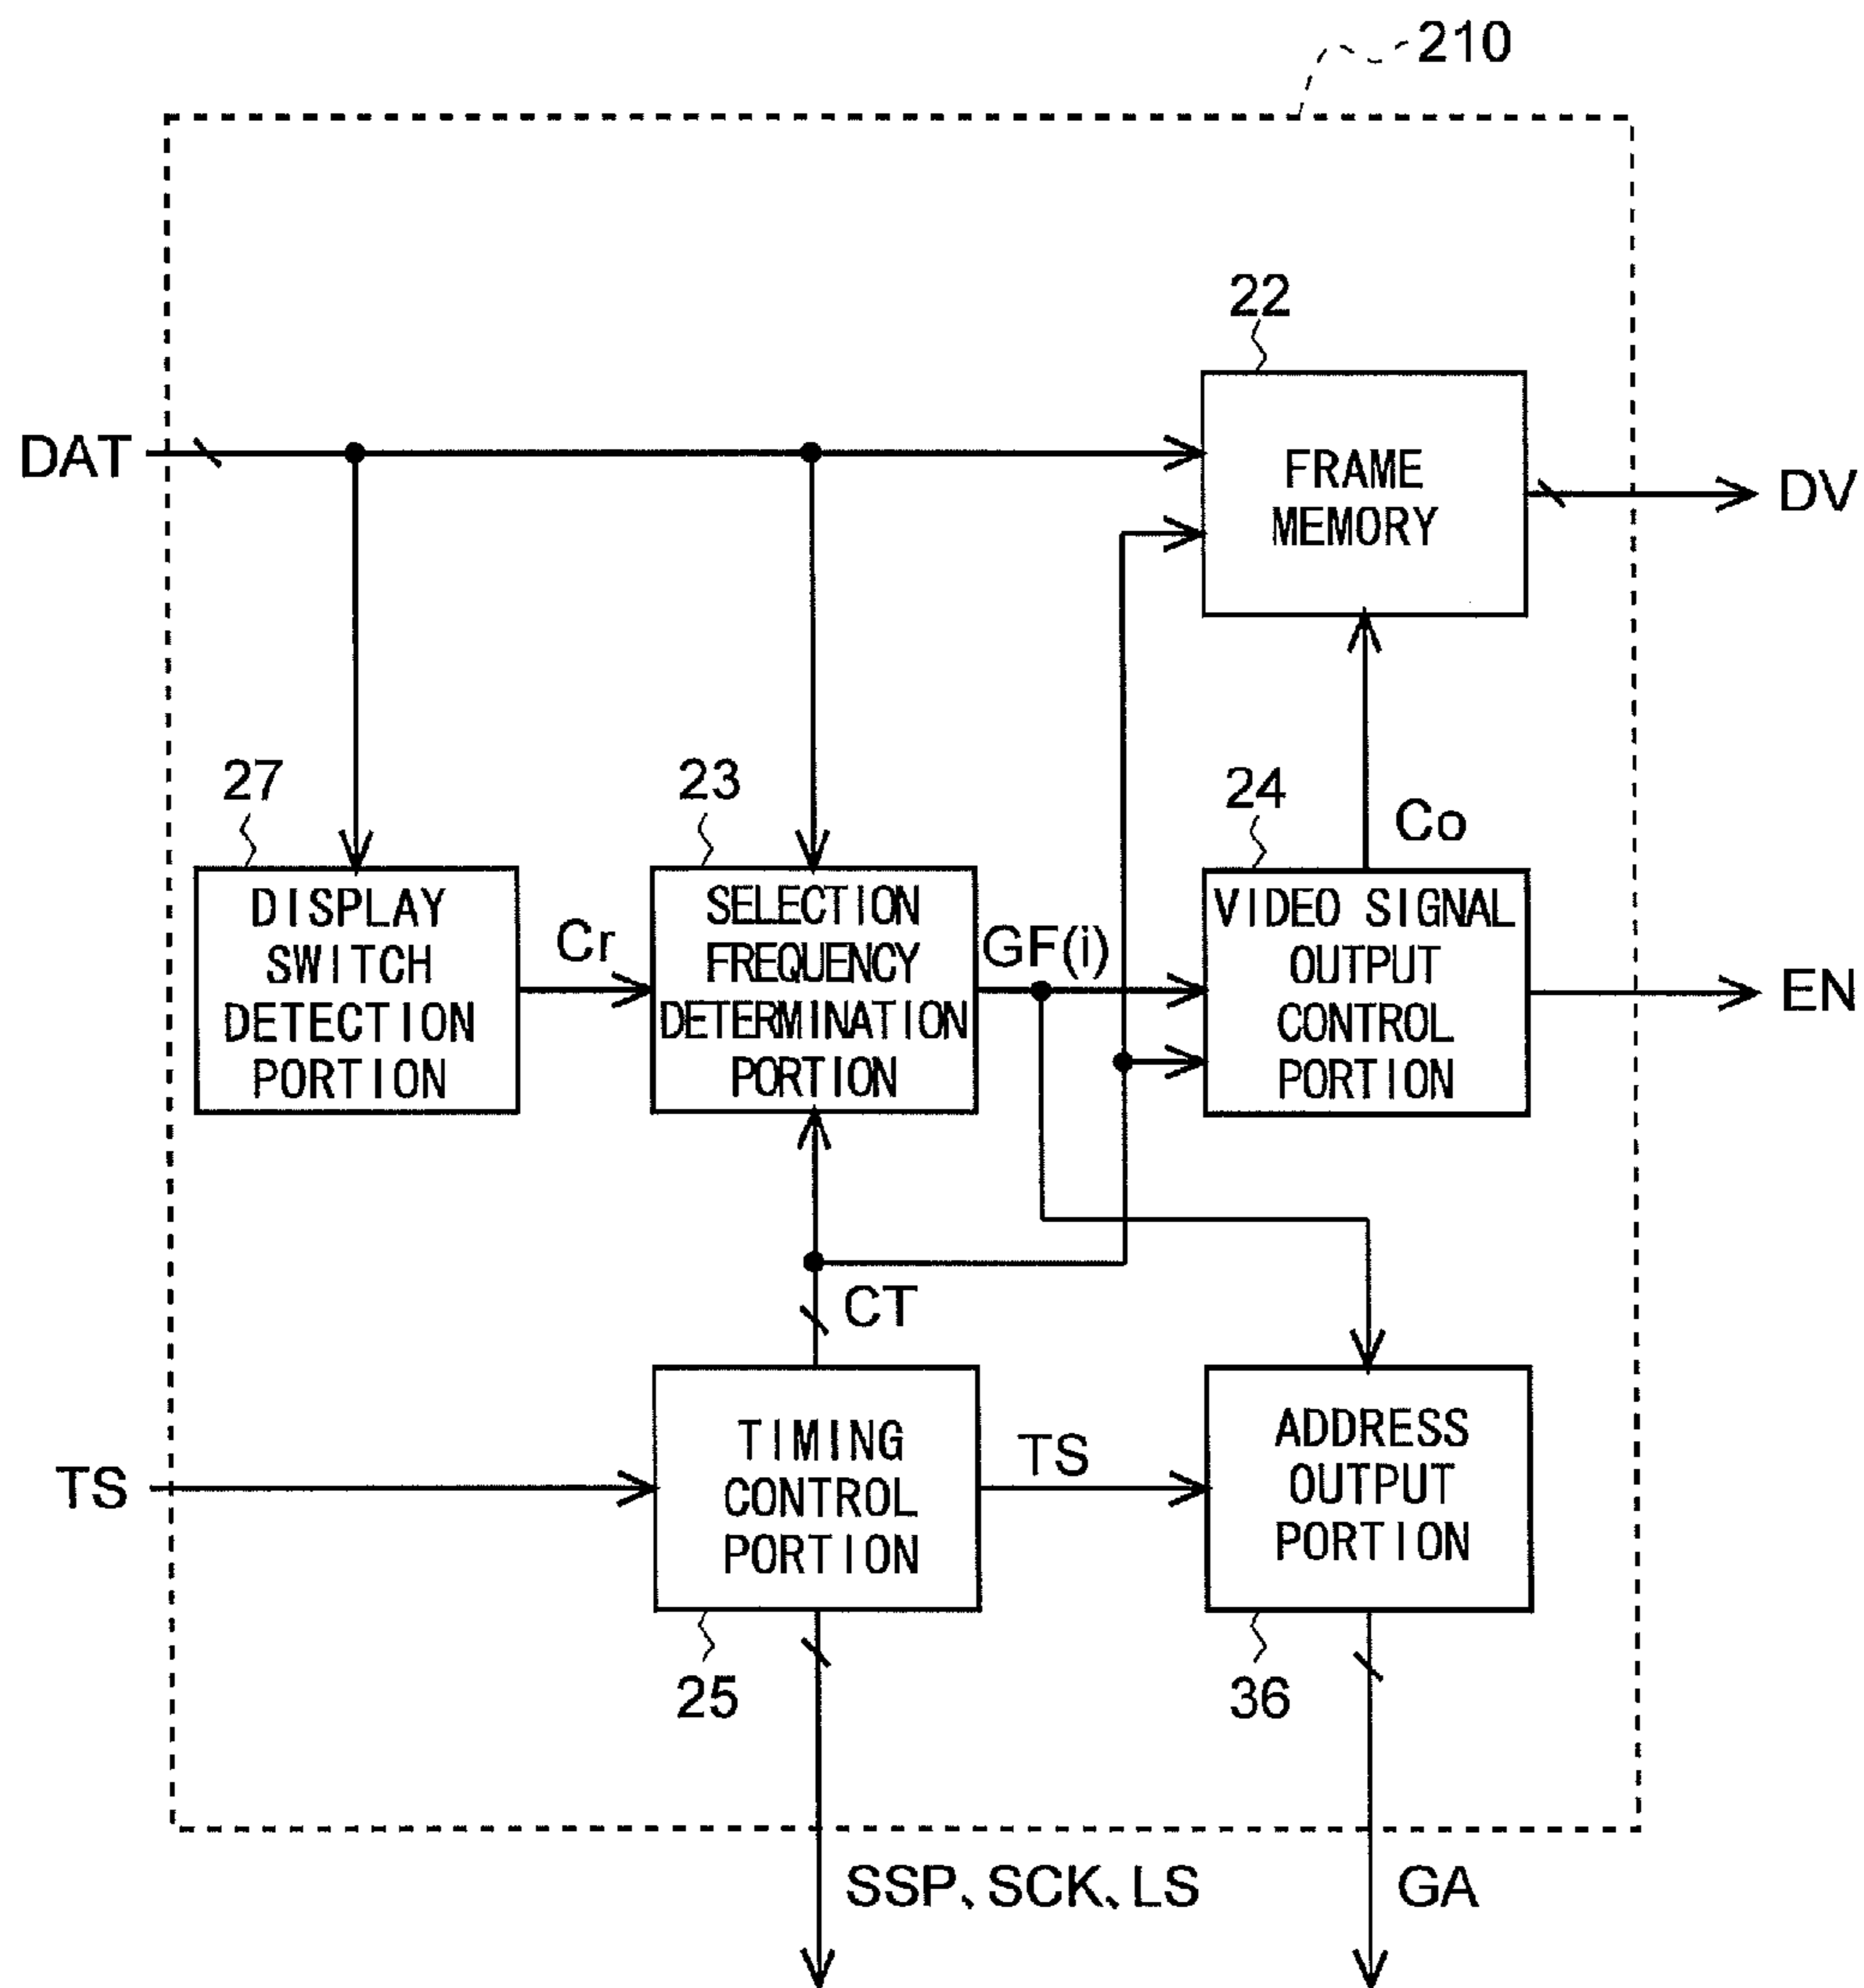 210
22
DAT
FRAME
MEMORY
DV
27
23
24
Co
DISPLAY
SWITCH
DETECTION
PORTION
Cr
SELECTION
FREQUENCY
DETERMINATION
PORTION
GF(i)
VIDEO SIGNAL
OUTPUT
CONTROL
PORTION
EN
CT
TS
TIMING
CONTROL
PORTION
TS
ADDRESS
OUTPUT
PORTION
25
36
SSP、SCK、LS
GA